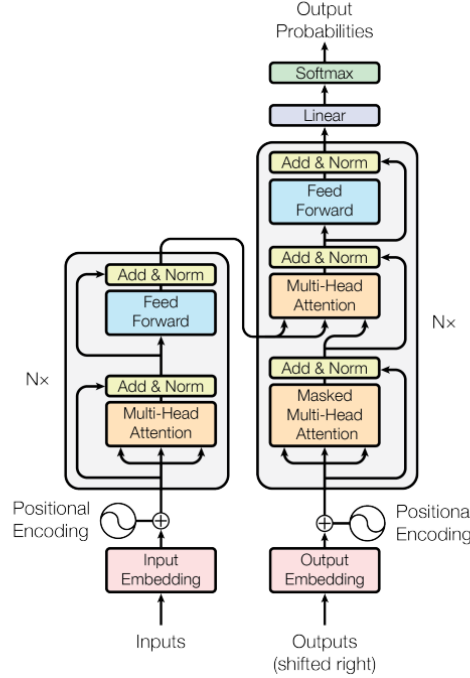 Output
Probabilities
Softmax
Linear
Add & Norm
Feed
Forward
Add & Norm
Multi-Head
Attention
Add & Norm
Masked
Multi-Head
Attention
N×
Add & Norm
Feed
Forward
Add & Norm
Multi-Head
Attention
N×
Positional
Encoding
Input
Embedding
Inputs
Positional
Encoding
Output
Embedding
Outputs
(shifted right)